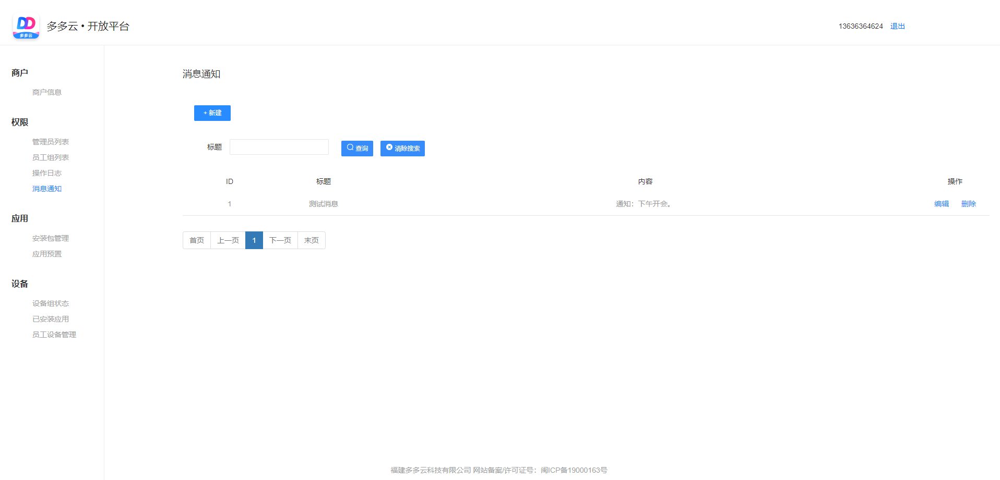 DD
多多云
多多云 • 开放平台
13636364624 退出
商户
商户信息
权限
管理员列表
员工组列表
操作日志
消息通知
应用
安装包管理
应用预置
设备
设备组状态
已安装应用
员工设备管理
消息通知
+ 新建
标题 查询 清除搜索
ID 标题 内容 操作
1 测试消息 通知：下午开会。 编辑 删除
首页 上一页 1 下一页 末页
福建多多云科技有限公司 网站备案/许可证号：闽ICP备19000163号